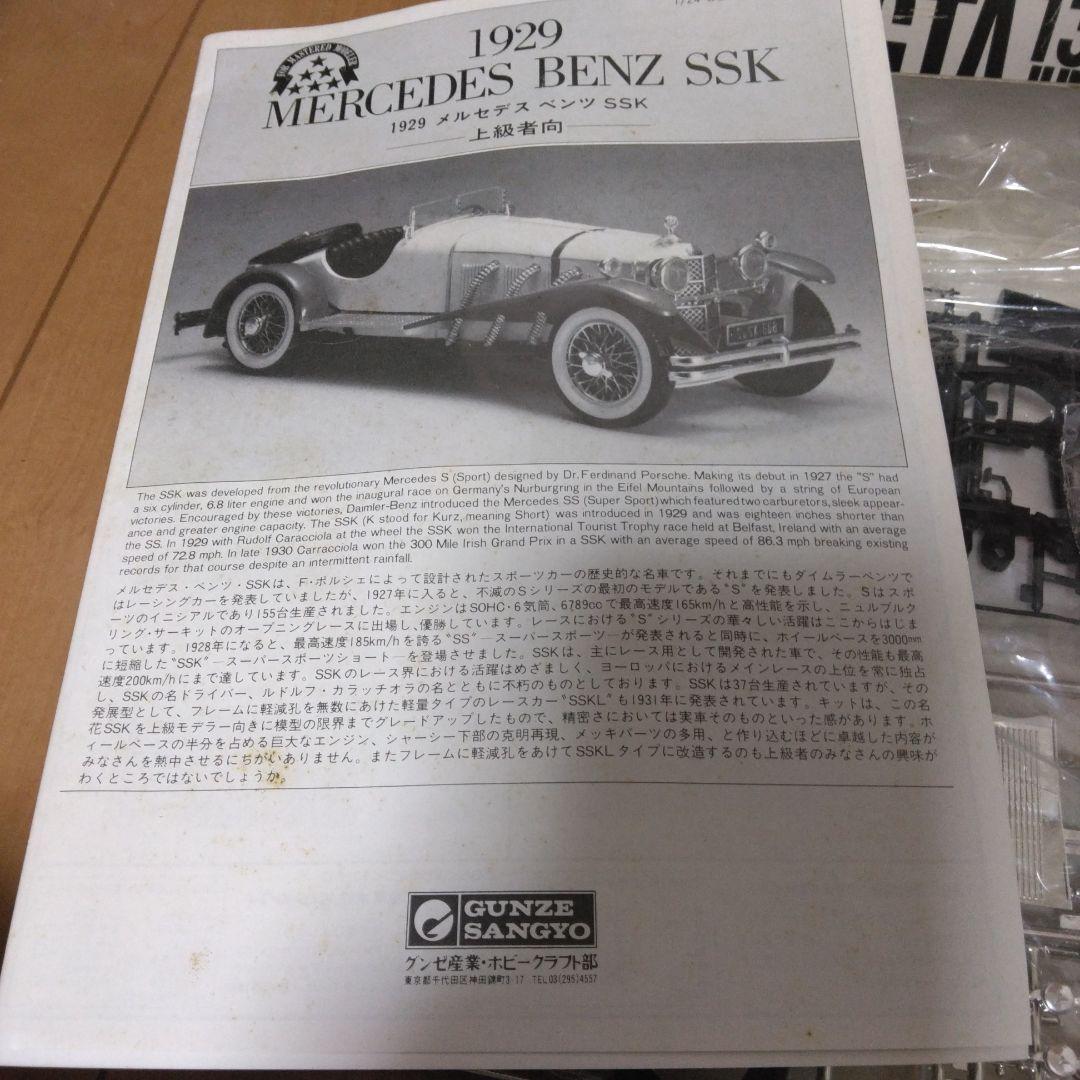 1/24
FOR MASTERED MODELER
1929
MERCEDES BENZ SSK
1929 メルセデス ベンツ SSK
上級者向
The SSK was developed from the revolutionary Mercedes S (Sport) designed by Dr. Ferdinand Porsche. Making its debut in 1927 the "S" had
a six cylinder, 6.8 liter engine and won the inaugural race on Germany's Nurburgring in the Eifel Mountains followed by a string of European
victories. Encouraged by these victories, Daimler-Benz introduced the Mercedes SS (Super Sport) which featured two carburetors, sleek appear-
ance and greater engine capacity. The SSK (K stood for Kurz, meaning Short) was introduced in 1929 and was eighteen inches shorter than
the SS. In 1929 with Rudolf Caracciola at the wheel the SSK won the International Tourist Trophy race held at Belfast, Ireland with an average
speed of 72.8 mph. In late 1930 Carracciola won the 300 Mile Irish Grand Prix in a SSK with an average speed of 86.3 mph breaking existing
records for that course despite an intermittent rainfall.
メルセデス・ベンツ・SSKは、F・ポルシェによって設計されたスポーツカーの歴史的な名車です。それまでにもダイムラーベンツで
はレーシングカーを発表していましたが、1927年に入ると、不滅のSシリーズの最初のモデルである"S"を発表しました。Sはスポ
ーツのイニシアルであり155台生産されました。エンジンはSOHC・6気筒、6789ccで最高速度165km/hと高性能を示し、ニュルブルク
リング・サーキットのオープニングレースに出場し、優勝しています。レースにおける"S"シリーズの華々しい活躍はここからはじま
っています。1928年になると、最高速度185km/hを誇る"SS"―スーパースポーツ―が発表されると同時に、ホイールベースを3000mm
に短縮した"SSK"―スーパースポーツショート―を登場させました。SSKは、主にレース用として開発された車で、その性能も最高
速度200km/hにまで達しています。SSKのレース界における活躍はめざましく、ヨーロッパにおけるメインレースの上位を常に独占
し、SSKの名ドライバー、ルドルフ・カラッチオラの名とともに不朽のものとしております。SSKは37台生産されていますが、その
発展型として、フレームに軽減孔を無数にあけた軽量タイプのレースカー"SSKL"も1931年に発表されています。キットは、この名
花SSKを上級モデラー向きに模型の限界までグレードアップしたもので、精密さにおいては実車そのものといった感があります。ホ
ィールベースの半分を占める巨大なエンジン、シャーシー下部の克明再現、メッキパーツの多用、と作り込むほどに卓越した内容が
みなさんを熱中させるにちがいありません。またフレームに軽減孔をあけてSSKLタイプに改造するのも上級者のみなさんの興味が
わくところではないでしょうか。
GUNZE
SANGYO
グンゼ産業・ホビークラフト部
東京都千代田区神田錦町3-17 TEL03(295)4557